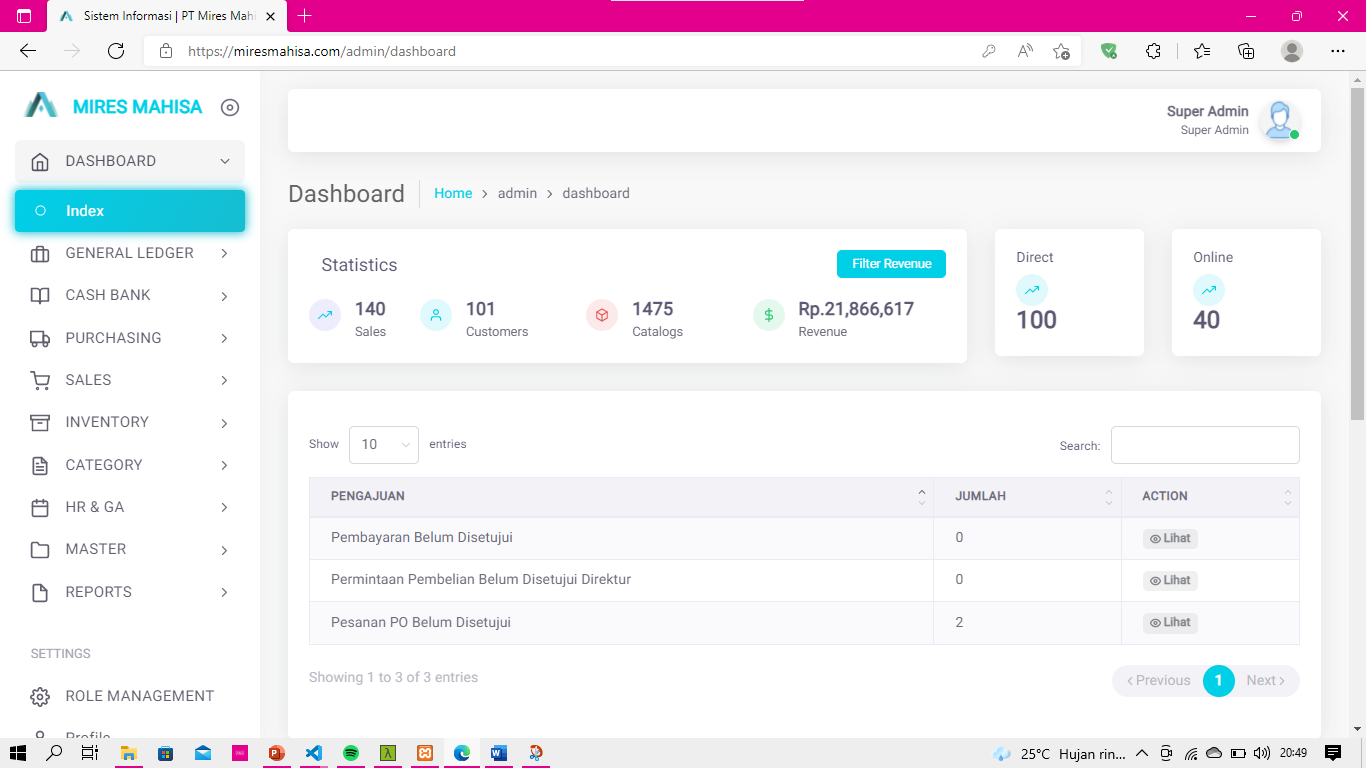 Sistem Informasi | PT Mires Mahi
https://miresmahisa.com/admin/dashboard
MIRES MAHISA
Super Admin
Super Admin
DASHBOARD
Index
GENERAL LEDGER
CASH BANK
PURCHASING
SALES
INVENTORY
CATEGORY
HR & GA
MASTER
REPORTS
SETTINGS
ROLE MANAGEMENT
Profile
Dashboard Home > admin > dashboard
Statistics Filter Revenue
140 101 1475 Rp.21,866,617
Sales Customers Catalogs Revenue
Direct
100
Online
40
Show 10 entries Search:
PENGAJUAN JUMLAH ACTION
Pembayaran Belum Disetujui 0 Lihat
Permintaan Pembelian Belum Disetujui Direktur 0 Lihat
Pesanan PO Belum Disetujui 2 Lihat
Showing 1 to 3 of 3 entries ‹ Previous 1 Next ›
25°C Hujan rin... 20:49